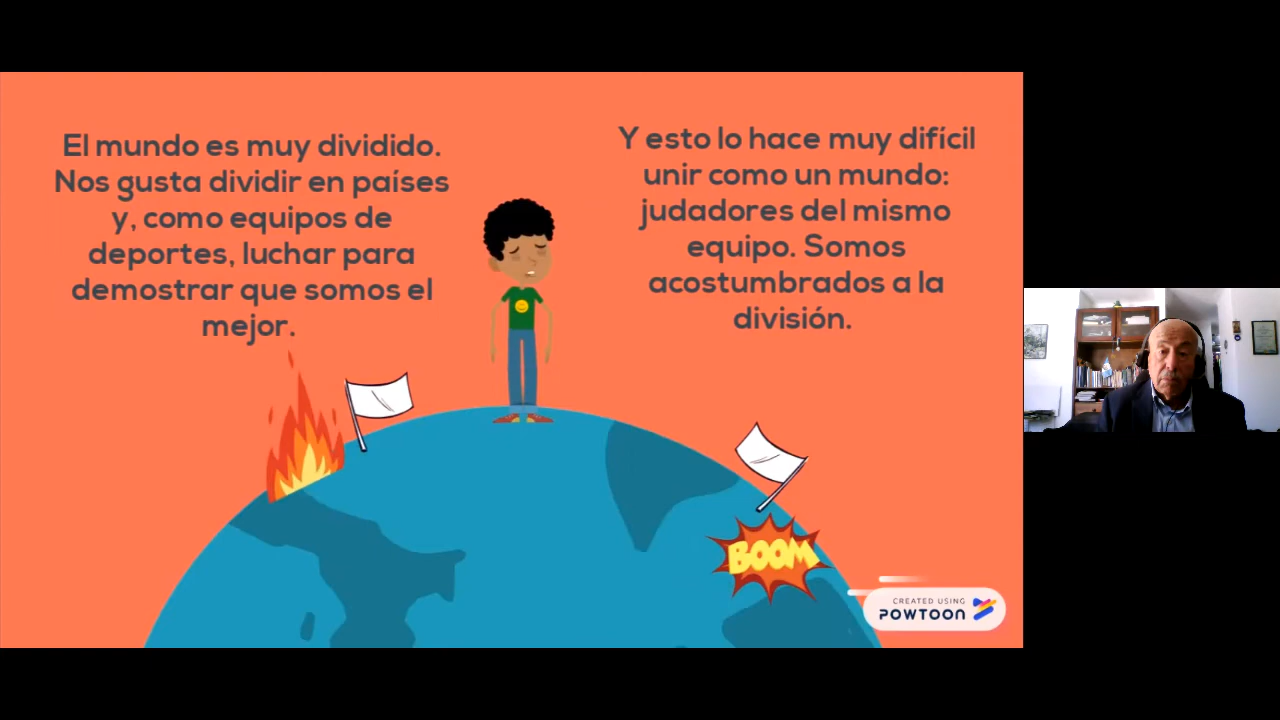 El mundo es muy dividido.
Nos gusta dividir en países
y, como equipos de
deportes, luchar para
demostrar que somos el
mejor.
Y esto lo hace muy difícil
unir como un mundo:
judadores del mismo
equipo. Somos
acostumbrados a la
división.
BOOM
CREATED USING
POWTOON